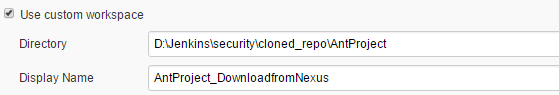 Use custom workspace
Directory D:\Jenkins\security\cloned_repo\AntProject
Display Name AntProject_DownloadfromNexus